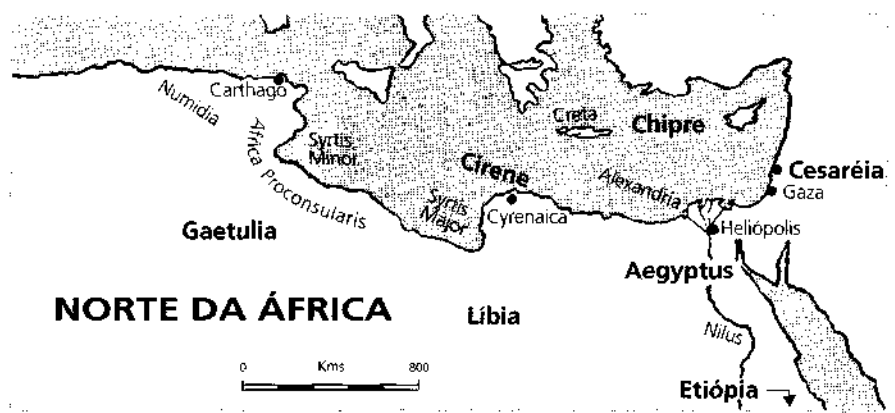 Carthago
Numidia
África Proconsularis
Syrtis
Minor
Creta
Chipre
Cirene
Alexandria
Cesaréia
Gaza
Syrtis
Major
Cyrenaica
Heliópolis
Gaetulia
Aegyptus
NORTE DA ÁFRICA
Líbia
Nilus
0 Kms 800
Etiópia